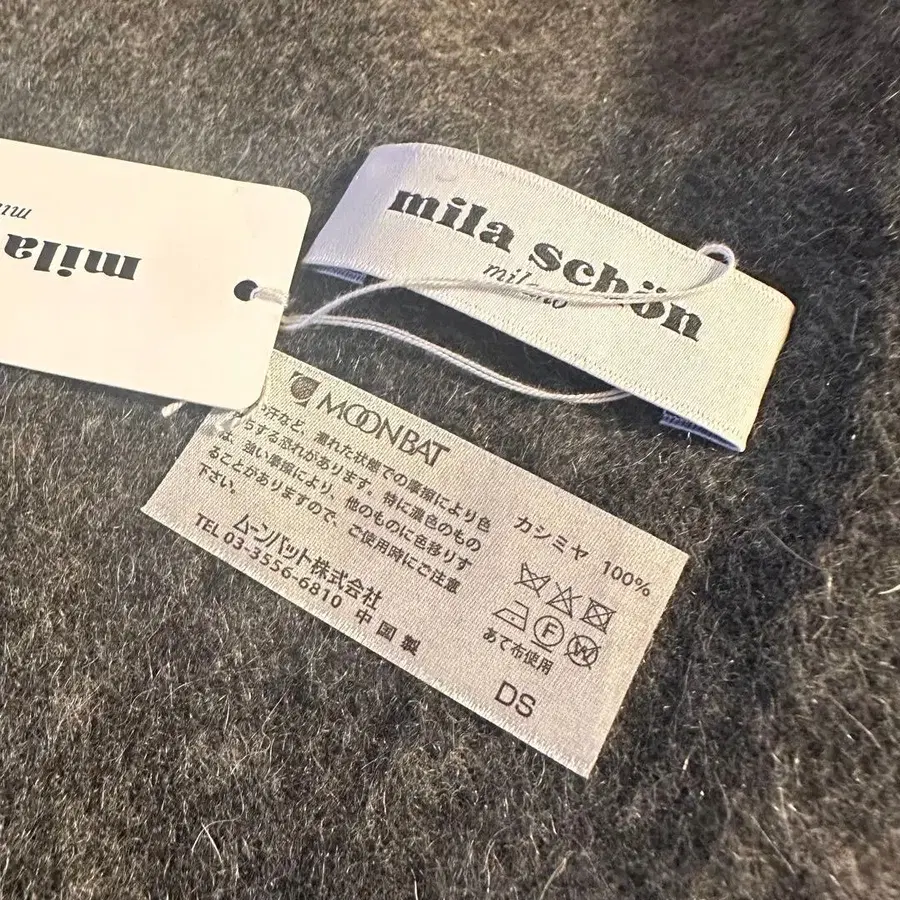 mila
mila schön
milano
MOONBAT
汗など、濡れた状態での摩擦により色
ちする恐れがあります。特に濃色のもの
は、強い摩擦により、他のものに色移りす
ることがありますので、ご使用時にご注意
下さい。
ムーンバット株式会社
TEL 03-3556-6810
中国製
カシミヤ 100%
F
W
あて布使用
DS